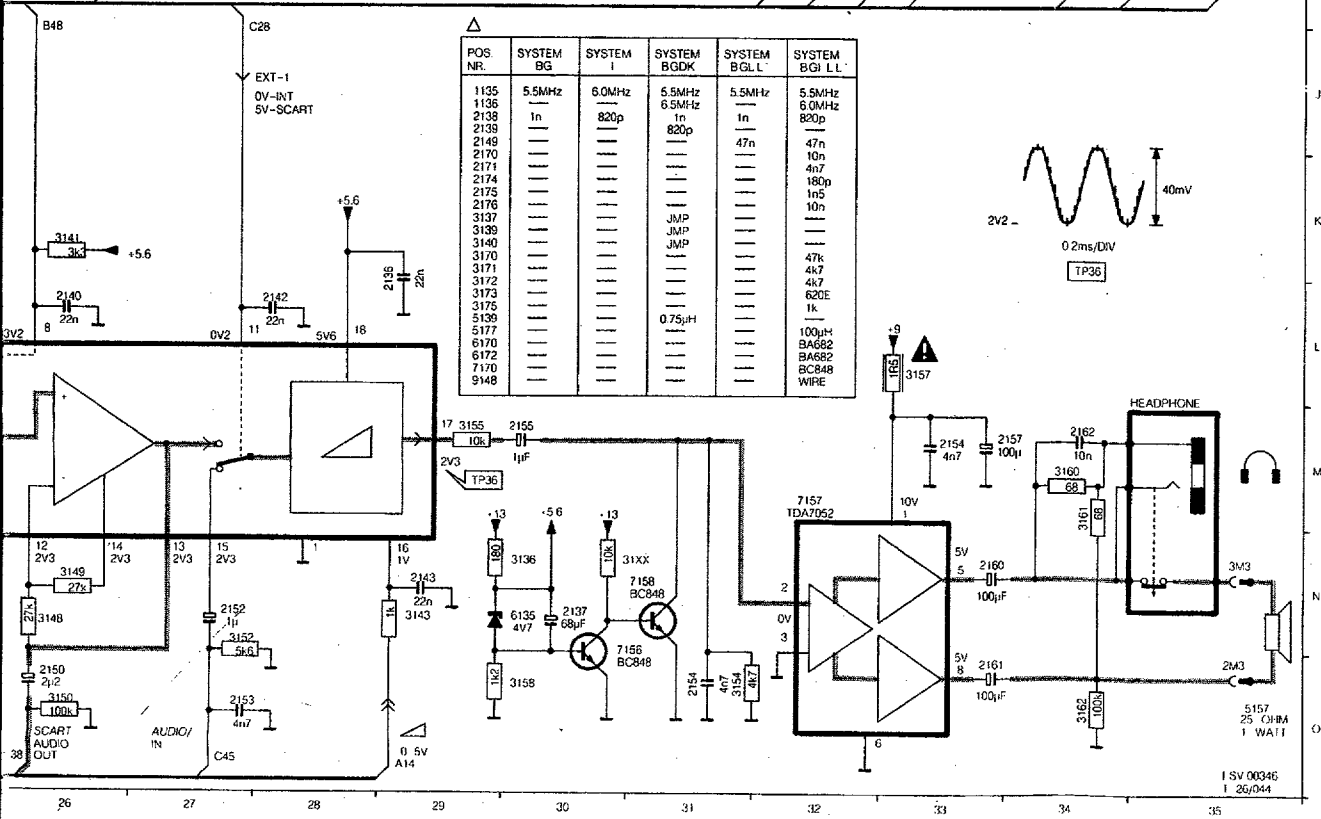 B48
C28
EXT-1
0V-INT
5V-SCART
POS. NR. SYSTEM BG SYSTEM I SYSTEM BGDK SYSTEM BGLL' SYSTEM BGILL'
1135 5.5MHz 6.0MHz 5.5MHz 5.5MHz 5.5MHz
1136 — — 6.5MHz — 6.0MHz
2138 1n 820p 1n 1n 820p
2139 — — 820p — —
2149 — — — 47n 47n
2170 — — — — 10n
2171 — — — — 4n7
2174 — — — — 180p
2175 — — — — 1n5
2176 — — — — 10n
3137 — — JMP — —
3139 — — JMP — —
3140 — — JMP — —
3170 — — — — 47k
3171 — — — — 4k7
3172 — — — — 4k7
3173 — — — — 620E
3175 — — — — 1k
5139 — — 0.75µH — —
5177 — — — — 100µH
6170 — — — — BA682
6172 — — — — BA682
7170 — — — — BC848
9148 — — — — WIRE
J
40mV
2V2
0.2ms/DIV
TP36
K
+5.6
3141
3k3
+5.6
2136
22n
2140
22n
2142
22n
3V2
8
0V2
11
5V6
18
+9
1R5
3157
L
HEADPHONE
+
-
17
3155
10k
2155
1µF
2V3
TP36
2154
4n7
2157
100µ
2162
10n
3160
68
3161
68
M
7157
TDA7052
10V
1
12
2V3
14
2V3
13
2V3
15
2V3
1
16
1V
+13
180
3136
+5.6
+13
10k
31XX
7158
BC848
3149
27k
27k
3148
2143
22n
1k
3143
6135
4V7
2137
68µF
7156
BC848
2
0V
3
5V
5
2160
100µF
3M3
N
2152
1µ
3152
5k6
1k2
3158
2154
4n7
3154
4k7
5V
8
2161
100µF
2M3
2150
2µ2
3150
100k
2153
4n7
3162
100k
5157
25 OHM
1 WATT
O
SCART
AUDIO
OUT
38
AUDIO/
IN
C45
0.5V
A14
6
LSV 00346
26/044
26 27 28 29 30 31 32 33 34 35